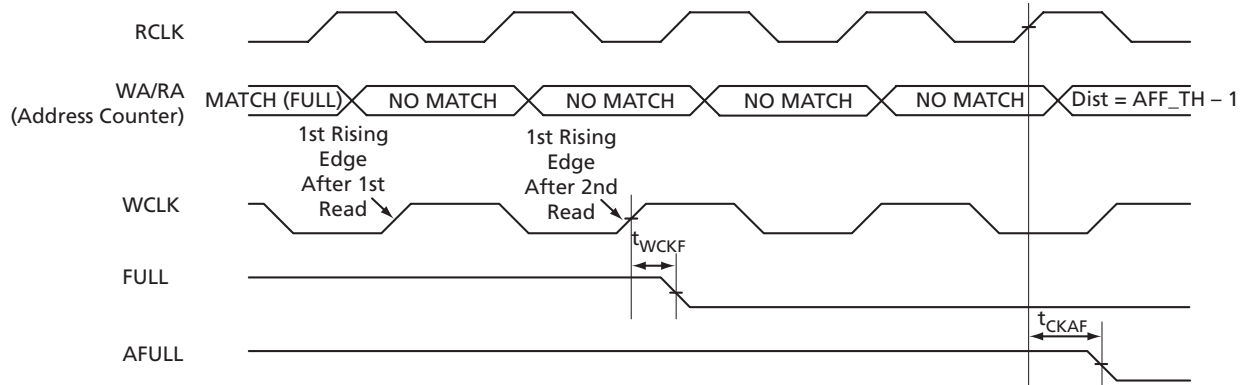 RCLK
WA/RA
(Address Counter)
MATCH (FULL)
NO MATCH
NO MATCH
NO MATCH
NO MATCH
Dist = AFF_TH – 1
1st Rising
Edge
After 1st
Read
1st Rising
Edge
After 2nd
Read
WCLK
tWCKF
FULL
tCKAF
AFULL